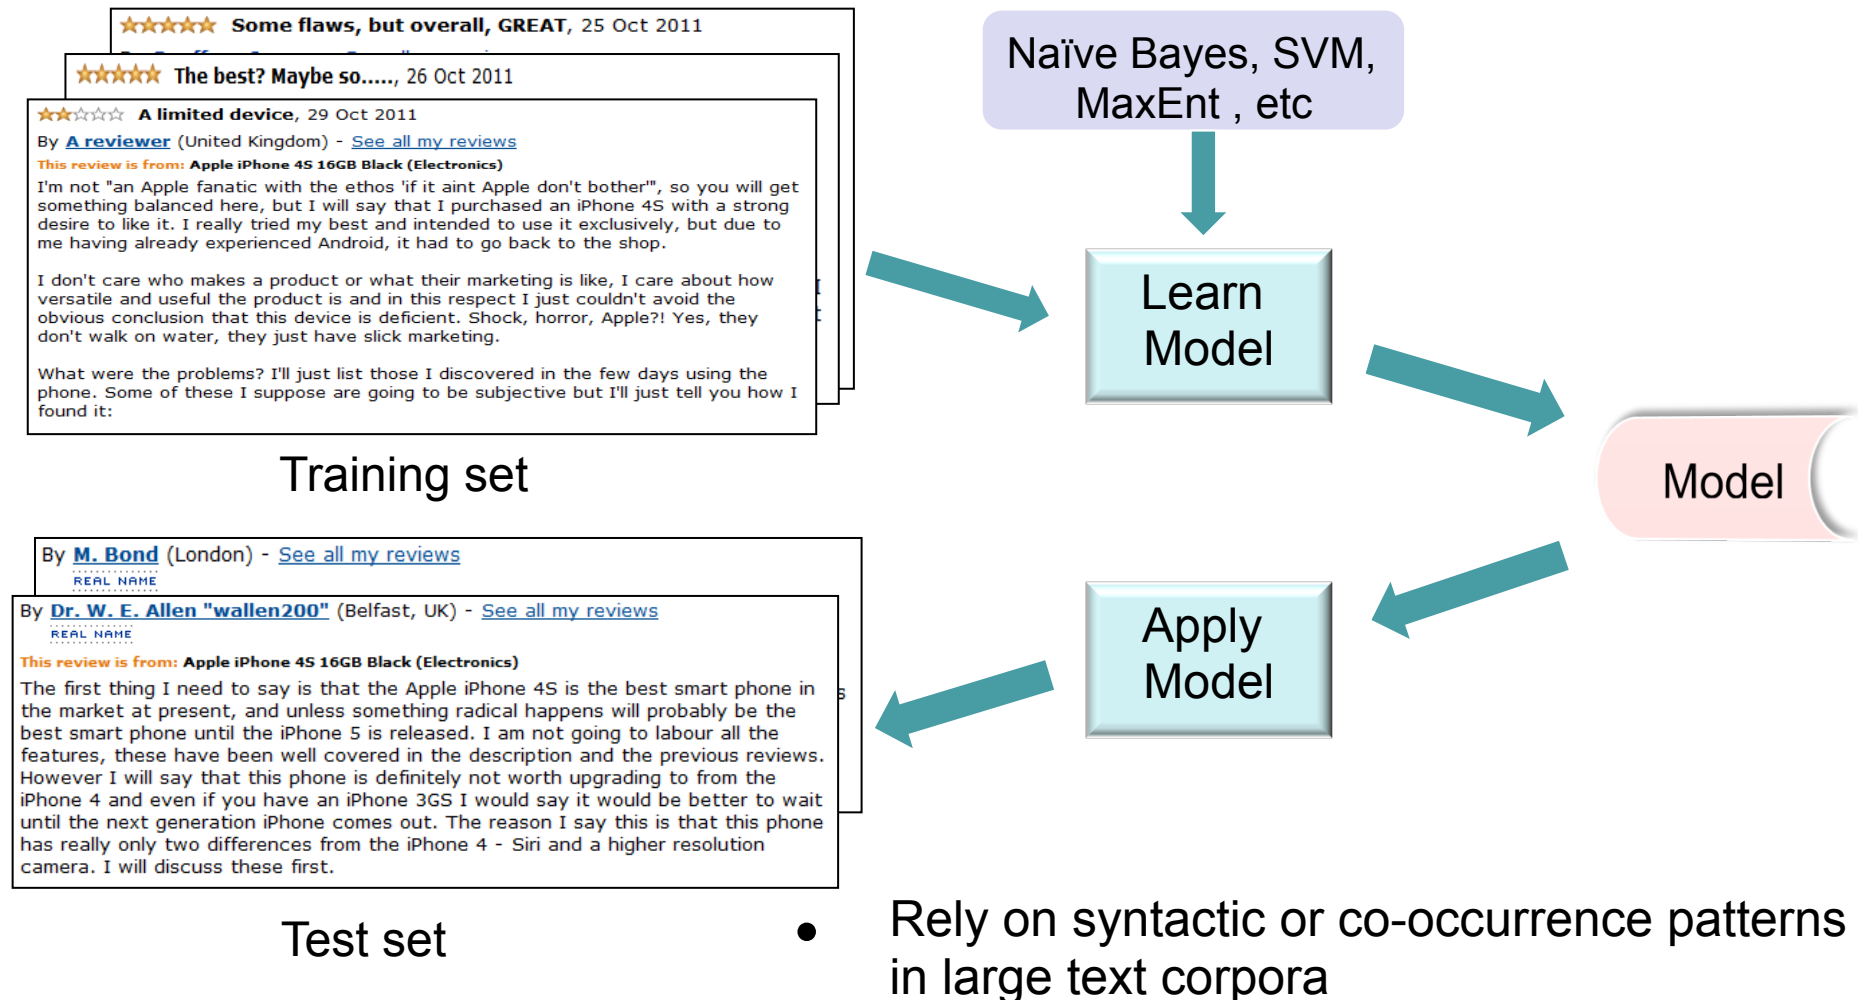 Some flaws, but overall, GREAT, 25 Oct 2011
The best? Maybe so....., 26 Oct 2011
A limited device, 29 Oct 2011
By A reviewer (United Kingdom) - See all my reviews
This review is from: Apple iPhone 4S 16GB Black (Electronics)
I'm not "an Apple fanatic with the ethos 'if it aint Apple don't bother'", so you will get
something balanced here, but I will say that I purchased an iPhone 4S with a strong
desire to like it. I really tried my best and intended to use it exclusively, but due to
me having already experienced Android, it had to go back to the shop.
I don't care who makes a product or what their marketing is like, I care about how
versatile and useful the product is and in this respect I just couldn't avoid the
obvious conclusion that this device is deficient. Shock, horror, Apple?! Yes, they
don't walk on water, they just have slick marketing.
What were the problems? I'll just list those I discovered in the few days using the
phone. Some of these I suppose are going to be subjective but I'll just tell you how I
found it:
Training set
Naïve Bayes, SVM,
MaxEnt , etc
Learn
Model
Model
Apply
Model
By M. Bond (London) - See all my reviews
REAL NAME
By Dr. W. E. Allen "wallen200" (Belfast, UK) - See all my reviews
REAL NAME
This review is from: Apple iPhone 4S 16GB Black (Electronics)
The first thing I need to say is that the Apple iPhone 4S is the best smart phone in
the market at present, and unless something radical happens will probably be the
best smart phone until the iPhone 5 is released. I am not going to labour all the
features, these have been well covered in the description and the previous reviews.
However I will say that this phone is definitely not worth upgrading to from the
iPhone 4 and even if you have an iPhone 3GS I would say it would be better to wait
until the next generation iPhone comes out. The reason I say this is that this phone
has really only two differences from the iPhone 4 - Siri and a higher resolution
camera. I will discuss these first.
Test set
• Rely on syntactic or co-occurrence patterns
in large text corpora